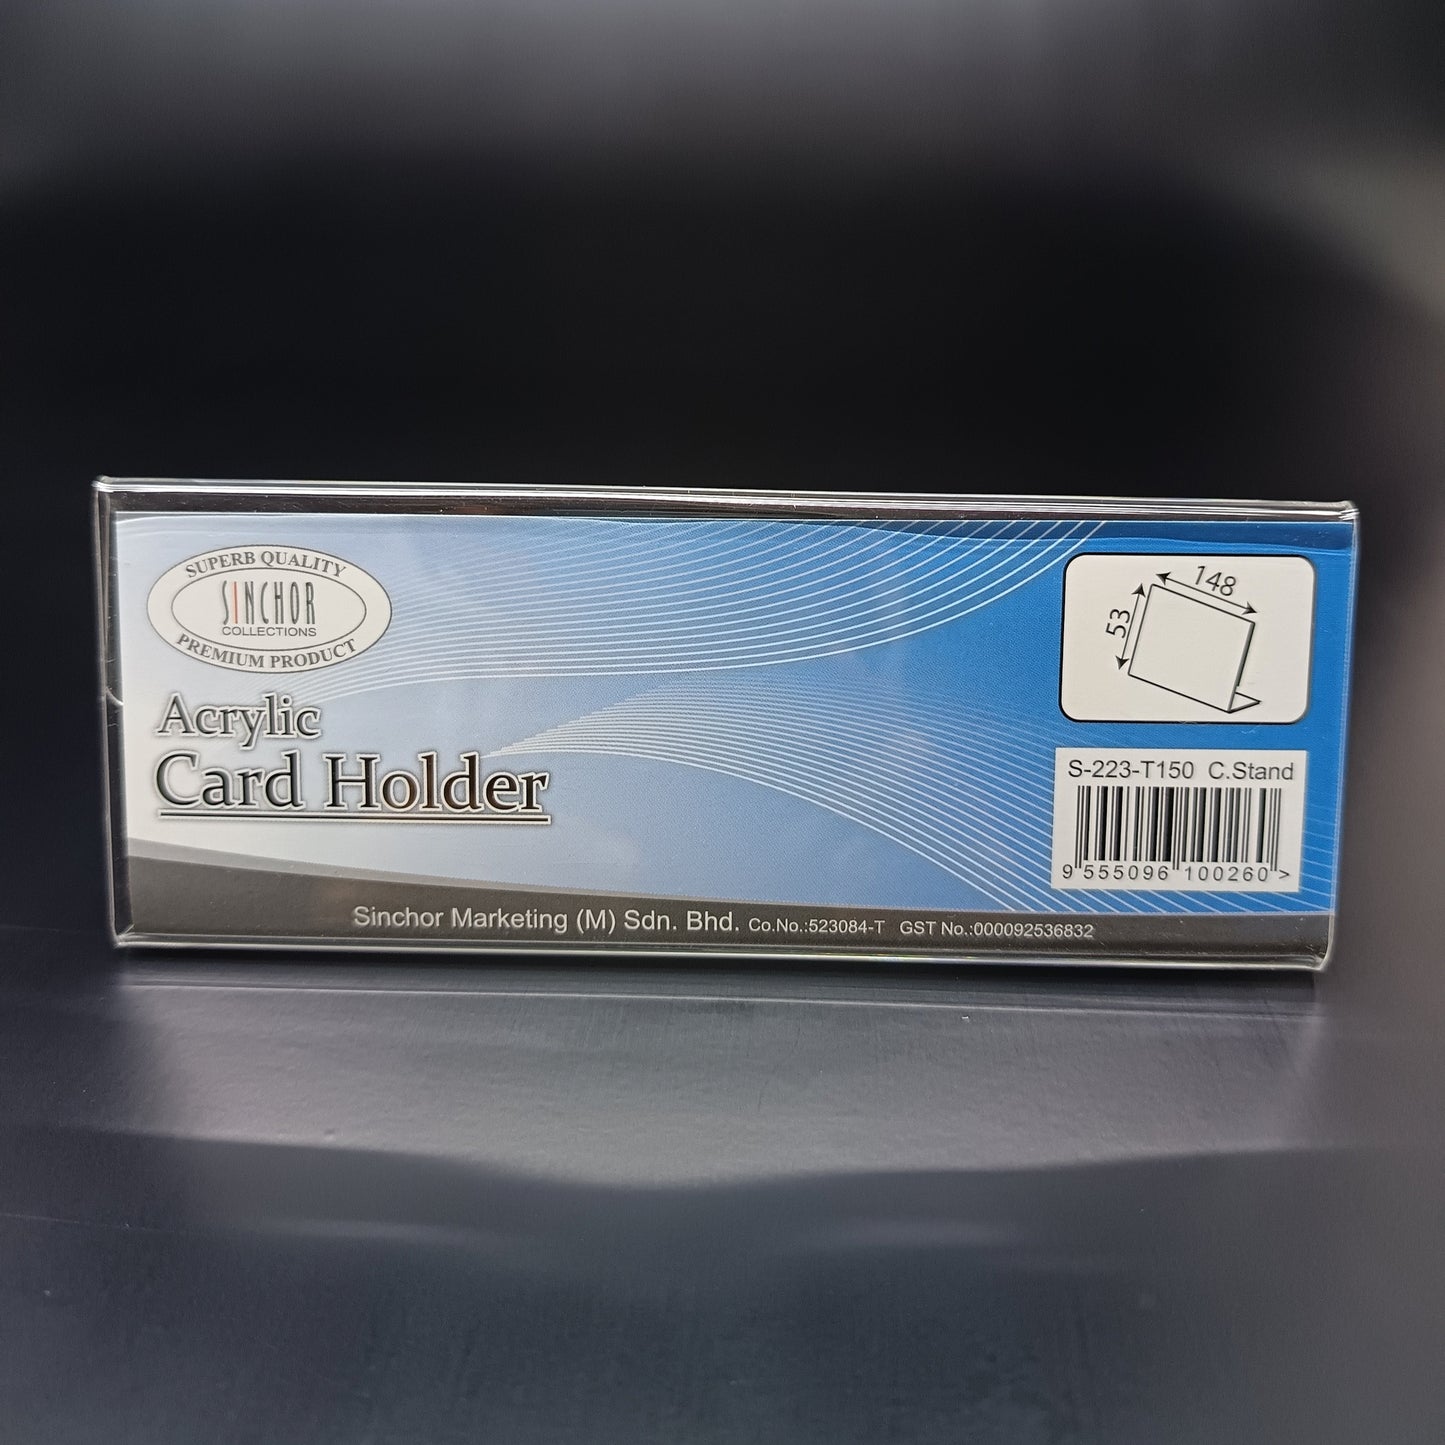 SUPERB QUALITY
SINCHOR
COLLECTIONS
PREMIUM PRODUCT
Acrylic
Card Holder
148
53
S-223-T150 C.Stand
9 555096 100260 >
Sinchor Marketing (M) Sdn. Bhd. Co.No.:523084-T GST No.:000092536832